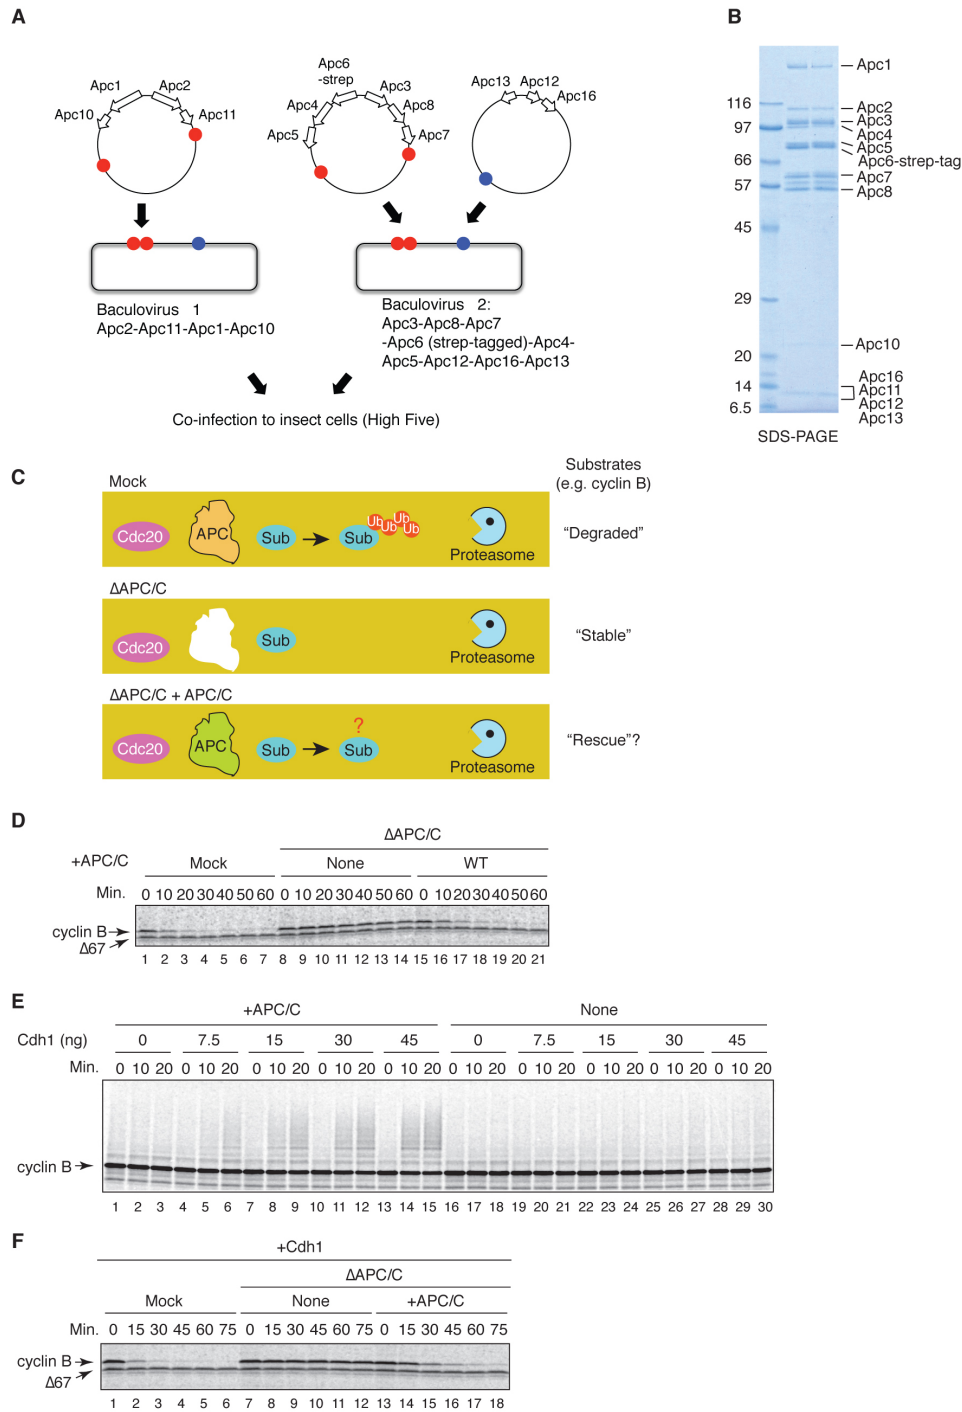 A
Apc1
Apc2
Apc10
Apc11
Apc6
-strep
Apc3
Apc4
Apc8
Apc5
Apc7
Apc13
Apc12
Apc16
Baculovirus 1
Apc2-Apc11-Apc1-Apc10
Baculovirus 2:
Apc3-Apc8-Apc7
-Apc6 (strep-tagged)-Apc4-
Apc5-Apc12-Apc16-Apc13
Co-infection to insect cells (High Five)
B
116
97
66
57
45
29
20
14
6.5
Apc1
Apc2
Apc3
Apc4
Apc5
Apc6-strep-tag
Apc7
Apc8
Apc10
Apc16
Apc11
Apc12
Apc13
SDS-PAGE
C
Substrates
(e.g. cyclin B)
Mock
Cdc20 APC Sub Sub Ub Ub Ub Ub
Proteasome
“Degraded”
ΔAPC/C
Cdc20 Sub
Proteasome
“Stable”
ΔAPC/C + APC/C
?
Cdc20 APC Sub Sub
Proteasome
“Rescue”?
D
ΔAPC/C
+APC/C Mock None WT
Min. 0 10 20 30 40 50 60 0 10 20 30 40 50 60 0 10 20 30 40 50 60
cyclin B
Δ67
1 2 3 4 5 6 7 8 9 10 11 12 13 14 15 16 17 18 19 20 21
E
+APC/C None
Cdh1 (ng) 0 7.5 15 30 45 0 7.5 15 30 45
Min. 0 10 20 0 10 20 0 10 20 0 10 20 0 10 20 0 10 20 0 10 20 0 10 20 0 10 20 0 10 20
cyclin B
1 2 3 4 5 6 7 8 9 10 11 12 13 14 15 16 17 18 19 20 21 22 23 24 25 26 27 28 29 30
F
+Cdh1
ΔAPC/C
Mock None +APC/C
Min. 0 15 30 45 60 75 0 15 30 45 60 75 0 15 30 45 60 75
cyclin B
Δ67
1 2 3 4 5 6 7 8 9 10 11 12 13 14 15 16 17 18